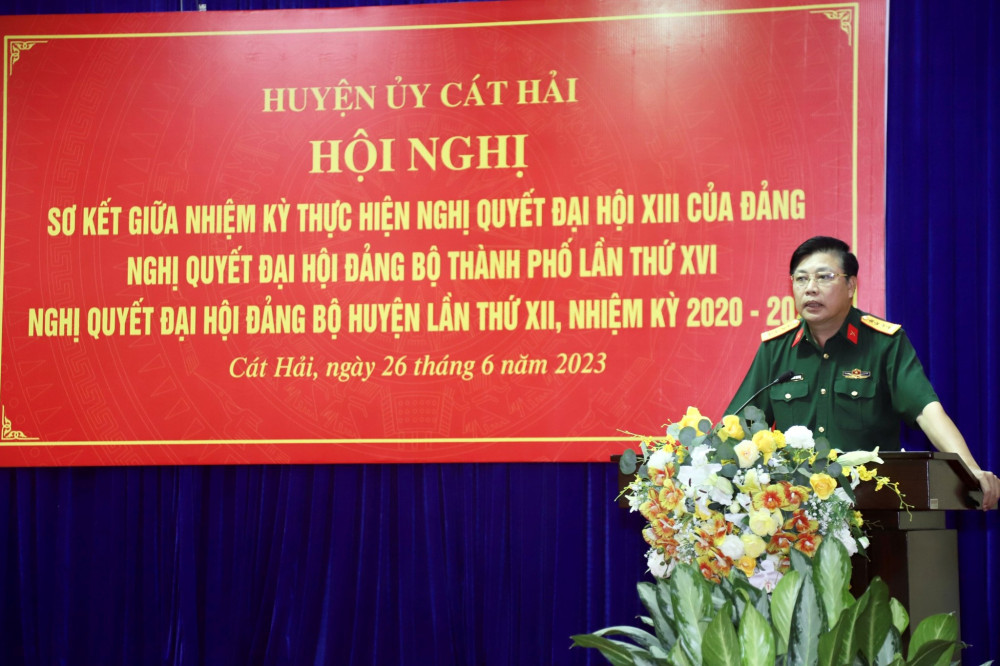 HUYỆN ỦY CÁT HẢI
HỘI NGHỊ
SƠ KẾT GIỮA NHIỆM KỲ THỰC HIỆN NGHỊ QUYẾT ĐẠI HỘI XIII CỦA ĐẢNG
NGHỊ QUYẾT ĐẠI HỘI ĐẢNG BỘ THÀNH PHỐ LẦN THỨ XVI
NGHỊ QUYẾT ĐẠI HỘI ĐẢNG BỘ HUYỆN LẦN THỨ XII, NHIỆM KỲ 2020 - 20
Cát Hải, ngày 26 tháng 6 năm 2023